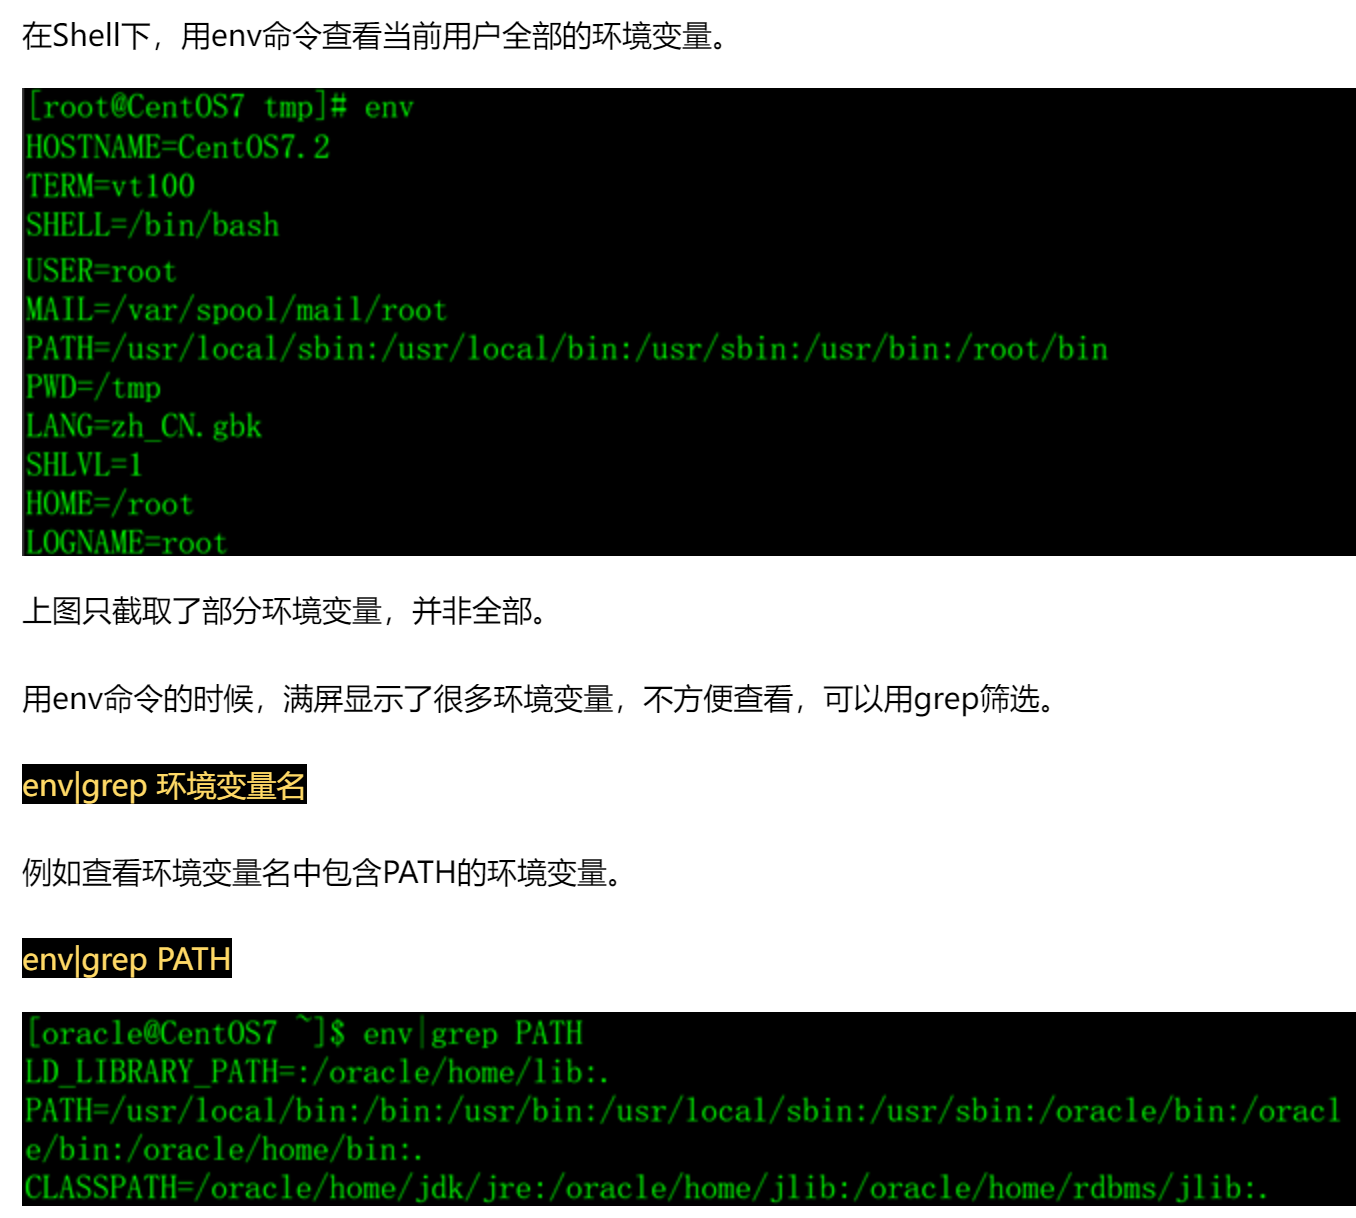 在Shell下，用env命令查看当前用户全部的环境变量。
[root@CentOS7 tmp]# env
HOSTNAME=CentOS7.2
TERM=vt100
SHELL=/bin/bash
USER=root
MAIL=/var/spool/mail/root
PATH=/usr/local/sbin:/usr/local/bin:/usr/sbin:/usr/bin:/root/bin
PWD=/tmp
LANG=zh_CN.gbk
SHLVL=1
HOME=/root
LOGNAME=root
上图只截取了部分环境变量，并非全部。
用env命令的时候，满屏显示了很多环境变量，不方便查看，可以用grep筛选。
env|grep 环境变量名
例如查看环境变量名中包含PATH的环境变量。
env|grep PATH
[oracle@CentOS7 ~]$ env|grep PATH
LD_LIBRARY_PATH=:/oracle/home/lib:.
PATH=/usr/local/bin:/bin:/usr/bin:/usr/local/sbin:/usr/sbin:/oracle/bin:/oracl
e/bin:/oracle/home/bin:.
CLASSPATH=/oracle/home/jdk/jre:/oracle/home/jlib:/oracle/home/rdbms/jlib:.